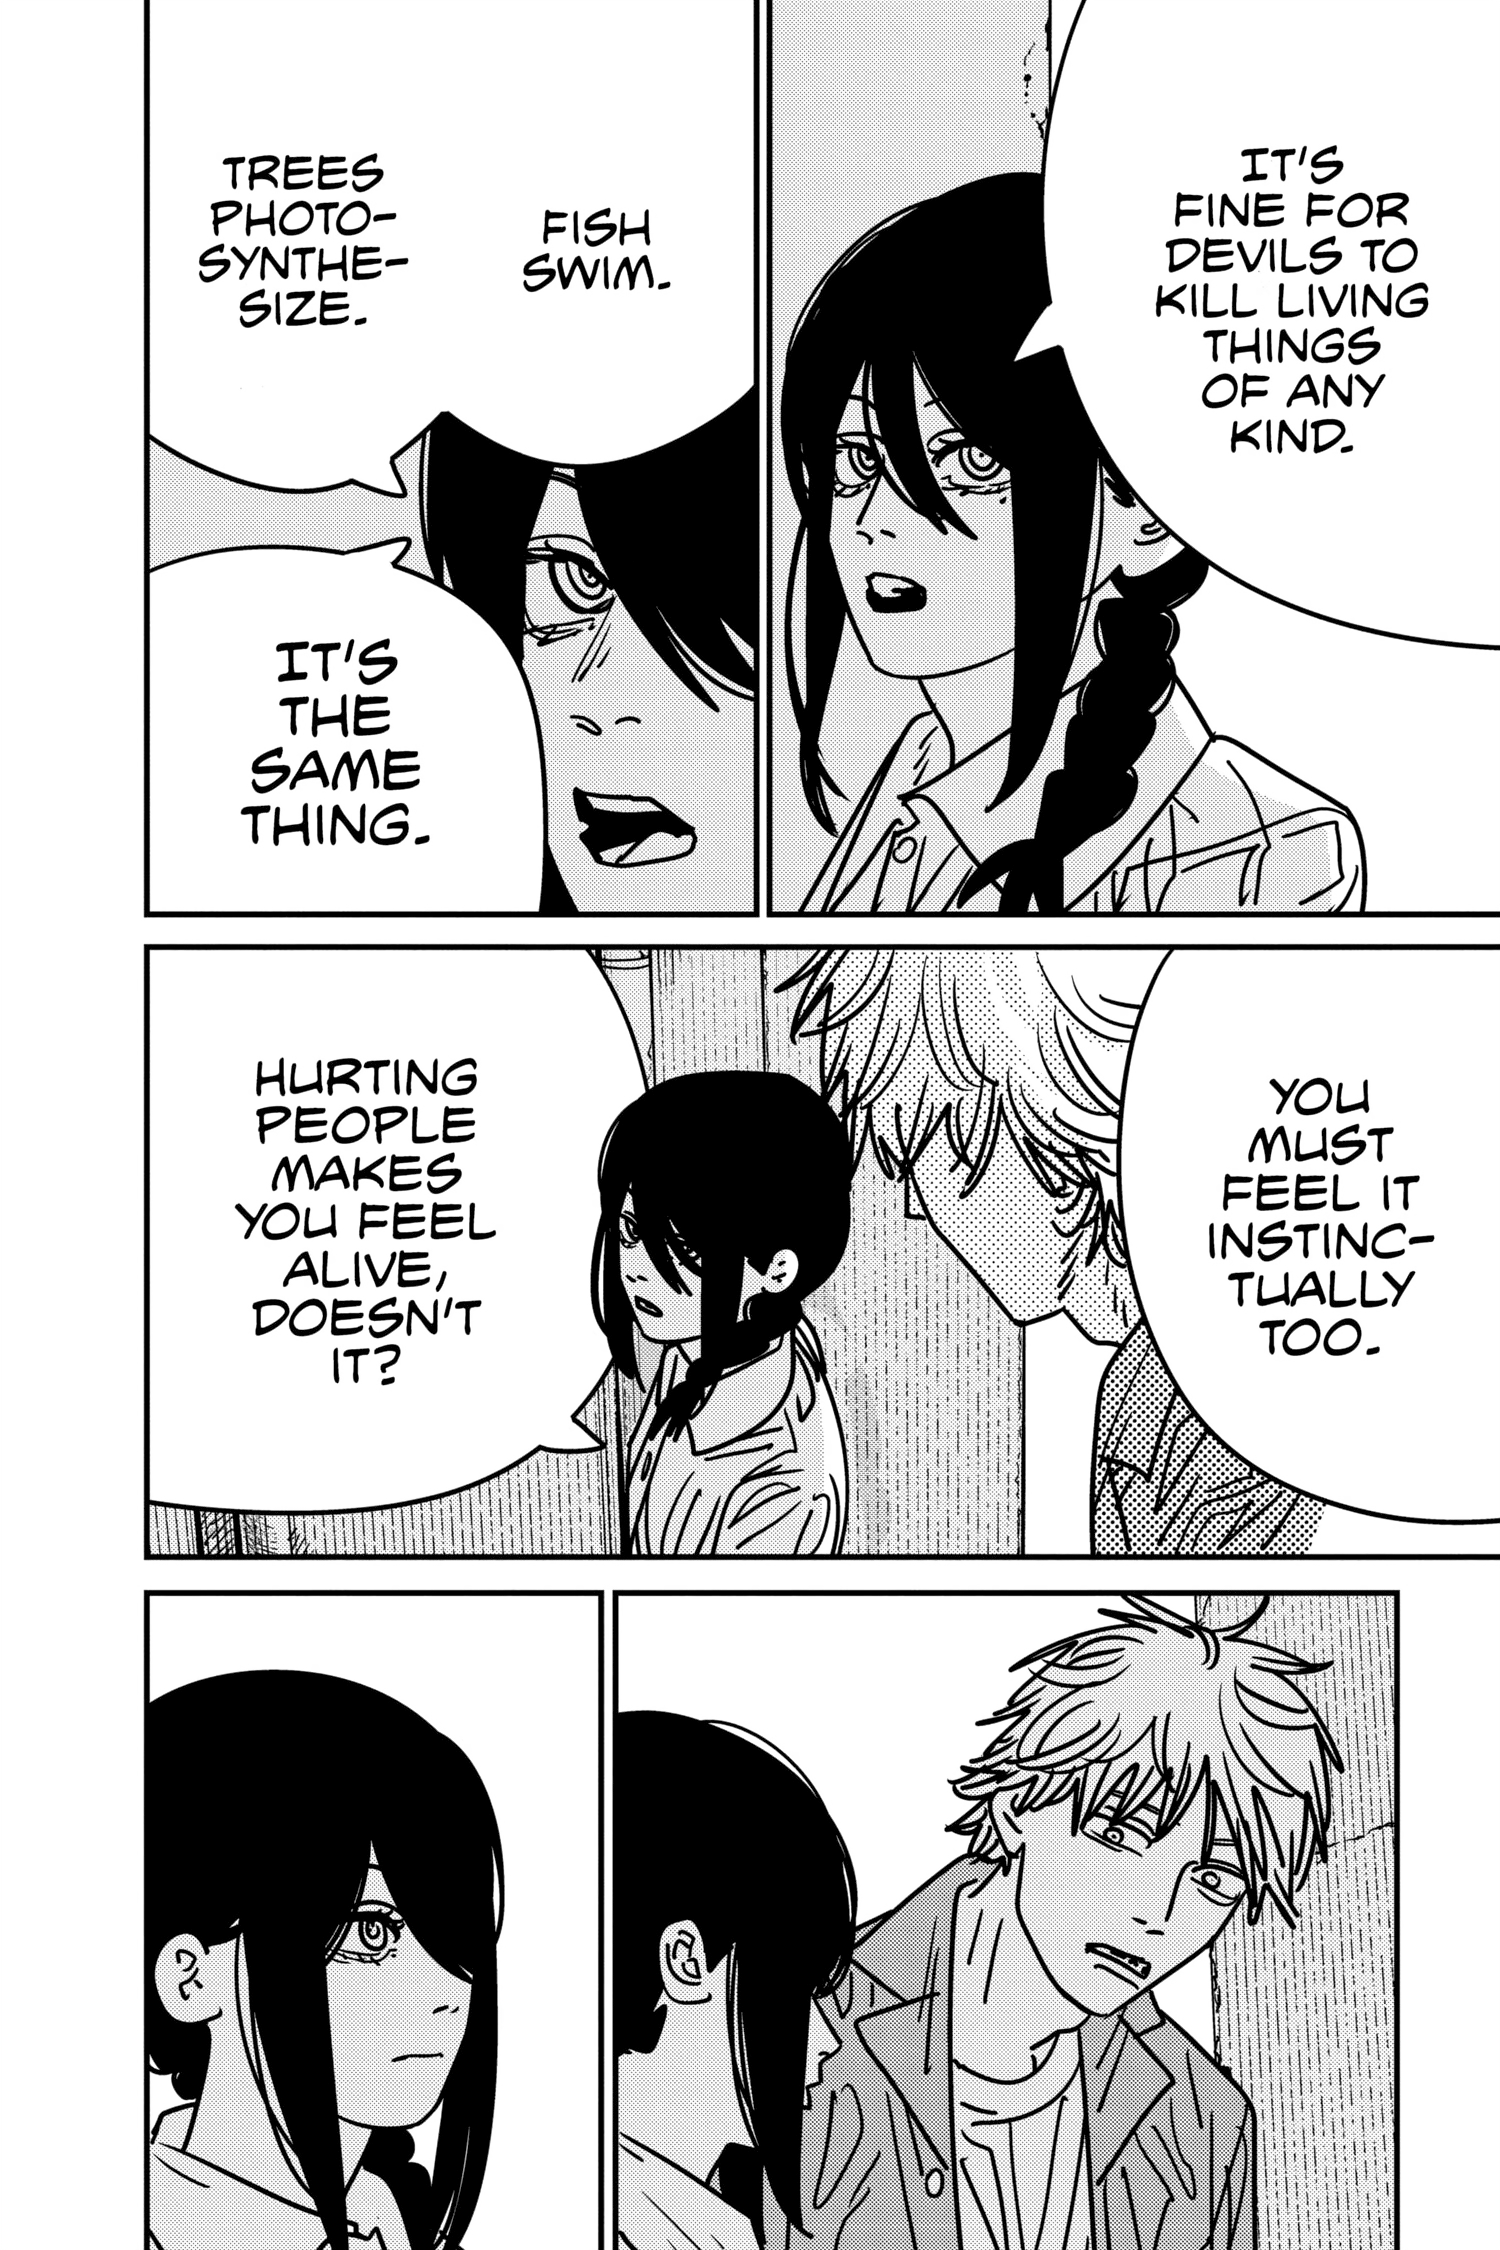 IT'S
FINE FOR
DEVILS TO
KILL LIVING
THINGS
OF ANY
KIND.
FISH
SWIM.
TREES
PHOTO-
SYNTHE-
SIZE.
IT'S
THE
SAME
THING.
YOU
MUST
FEEL IT
INSTINC-
TUALLY
TOO.
HURTING
PEOPLE
MAKES
YOU FEEL
ALIVE,
DOESN'T
IT?